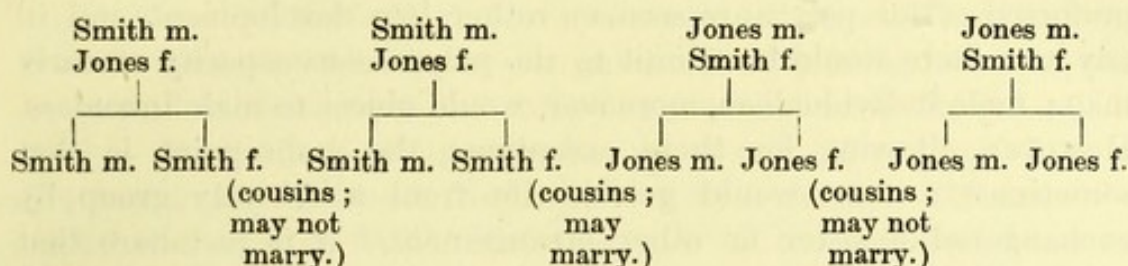 Smith m. Smith m. Jones m. Jones m.
Jones f. Jones f. Smith f. Smith f.
Smith m. Smith f. Smith m. Smith f. Jones m. Jones f. Jones m. Jones f.
(cousins ; (cousins ; (cousins ;
may not may may not
marry.) marry.) marry.)